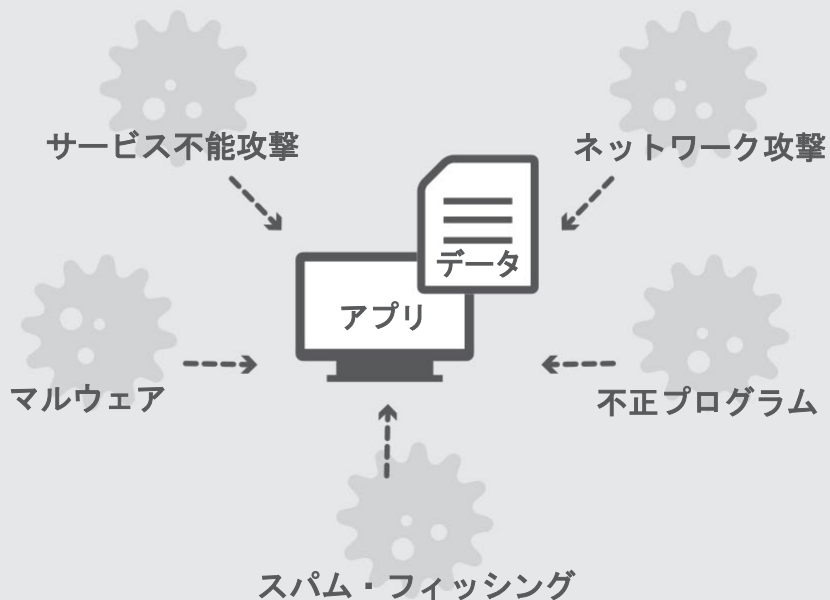 サービス不能攻撃
ネットワーク攻撃
データ
アプリ
マルウェア
不正プログラム
スパム・フィッシング